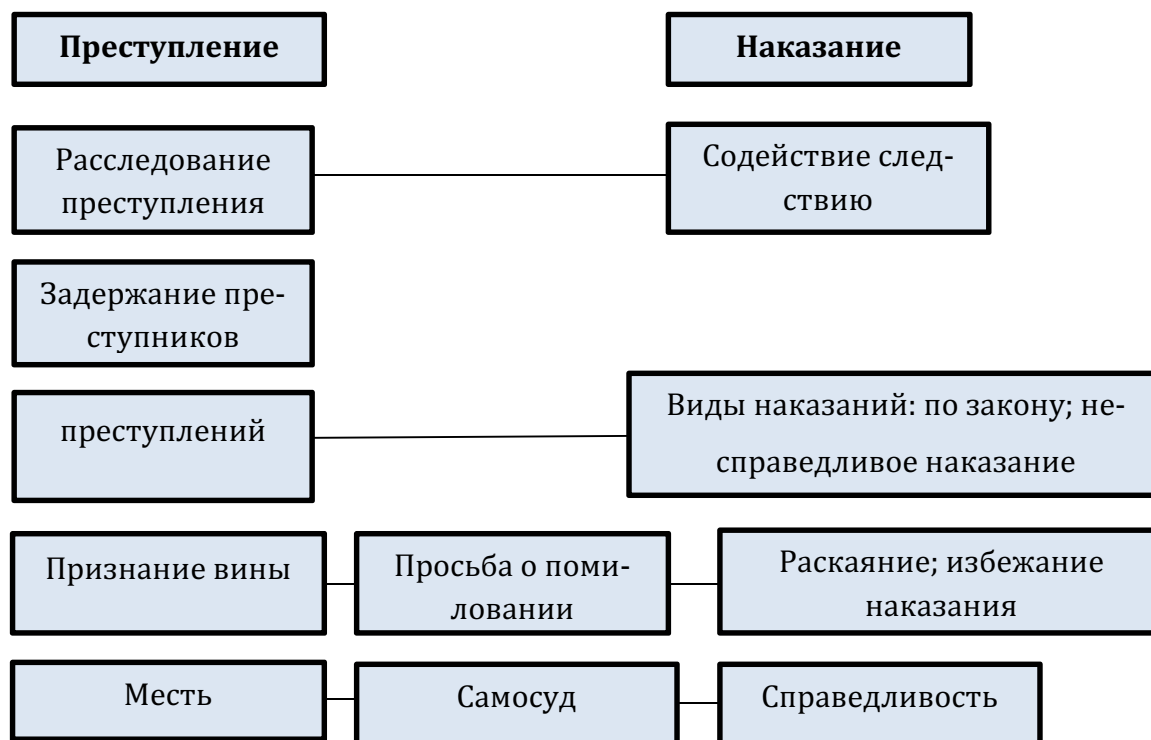 Преступление
Наказание
Расследование
преступления
Содействие след-
ствию
Задержание пре-
ступников
преступлений
Виды наказаний: по закону; не-
справедливое наказание
Признание вины
Просьба о поми-
ловании
Раскаяние; избежание
наказания
Месть
Самосуд
Справедливость